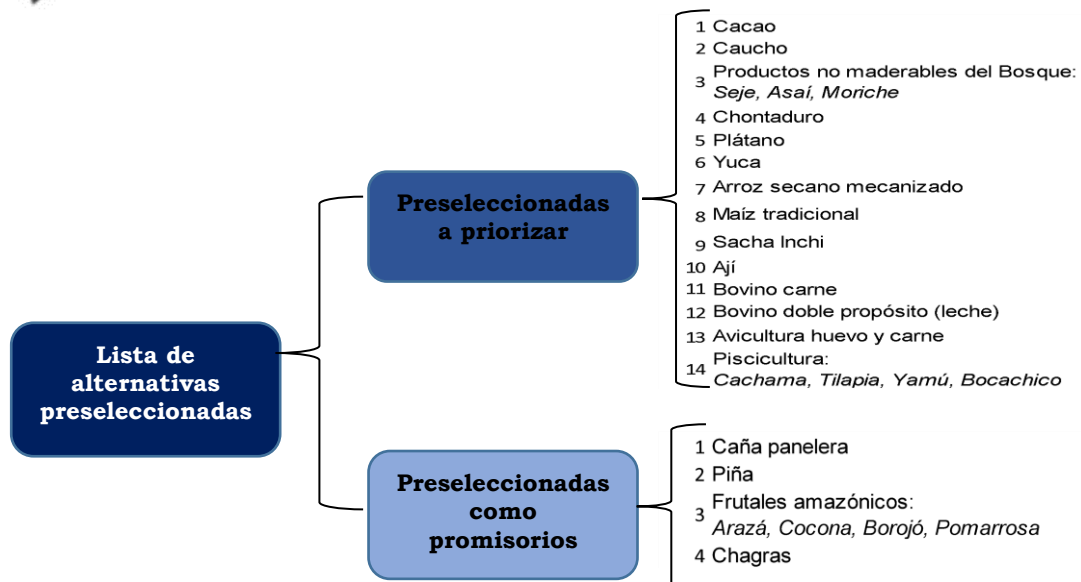 Lista de
alternativas
preseleccionadas
Preseleccionadas
a priorizar
1 Cacao
2 Caucho
3 Productos no maderables del Bosque:
Seje, Asaí, Moriche
4 Chontaduro
5 Plátano
6 Yuca
7 Arroz secano mecanizado
8 Maíz tradicional
9 Sacha Inchi
10 Ají
11 Bovino carne
12 Bovino doble propósito (leche)
13 Avicultura huevo y carne
14 Piscicultura:
Cachama, Tilapia, Yamú, Bocachico
Preseleccionadas
como
promisorios
1 Caña panelera
2 Piña
3 Frutales amazónicos:
Arazá, Cocona, Borojó, Pomarrosa
4 Chagras